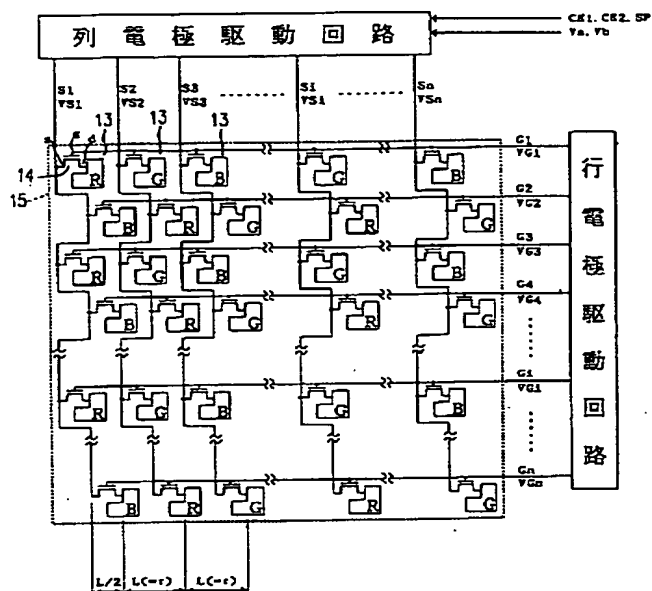 列電極駆動回路
CK1. CK2. SP
Va. Vb
S1 S2 S3 Si Sn
VS1 VS2 VS3 VSi VSn
13 13 13
s g d
G1
VG1
14 R G B G B
15 G2
VG2
B R G R G
G3
VG3
R G B G B
G4
VG4
B R G R G
Gi
VGi
R G B G B
Gn
VGn
B R G R G
行電極駆動回路
L/2 L(=r) L(=r)